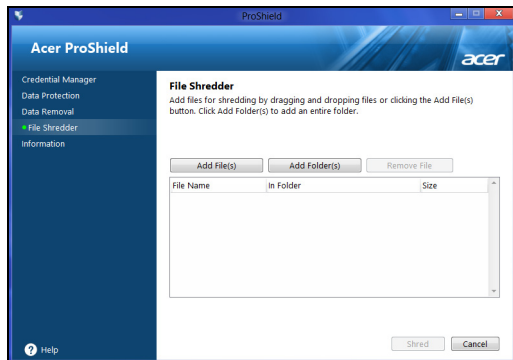 ProShield
Acer ProShield
acer
Credential Manager
Data Protection
Data Removal
File Shredder
Information
File Shredder
Add files for shredding by dragging and dropping files or clicking the Add File(s)
button. Click Add Folder(s) to add an entire folder.
Add File(s) Add Folder(s) Remove File
File Name In Folder Size
Shred Cancel
? Help